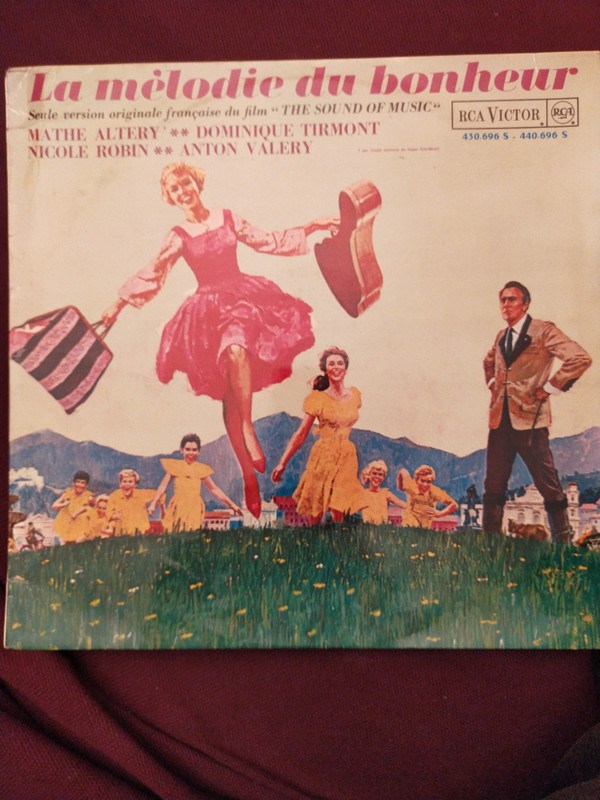 La mélodie du bonheur
Seule version originale française du film "THE SOUND OF MUSIC"
MATHE ALTERY ** DOMINIQUE TIRMONT
NICOLE ROBIN ** ANTON VALERY
RCA VICTOR
RCA
430.696 S - 440.696 S